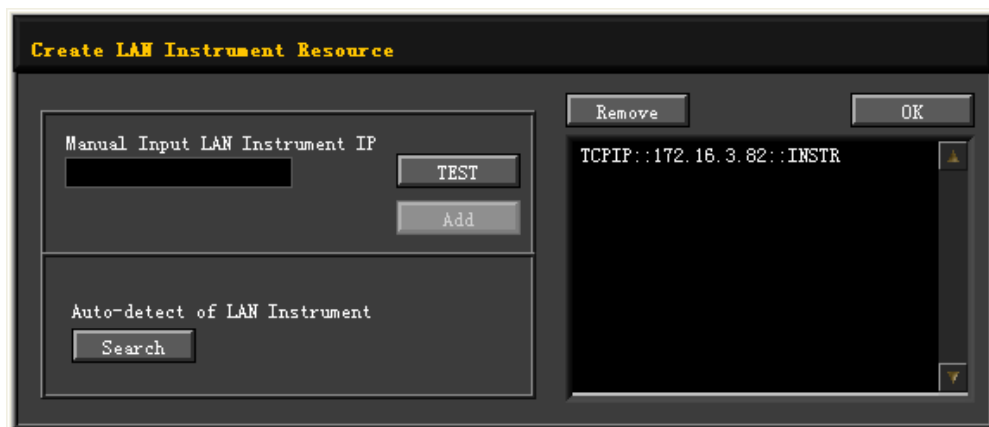 Create LAN Instrument Resource
Manual Input LAN Instrument IP
TEST
Add
Auto-detect of LAN Instrument
Search
Remove
OK
TCPIP::172.16.3.82::INSTR